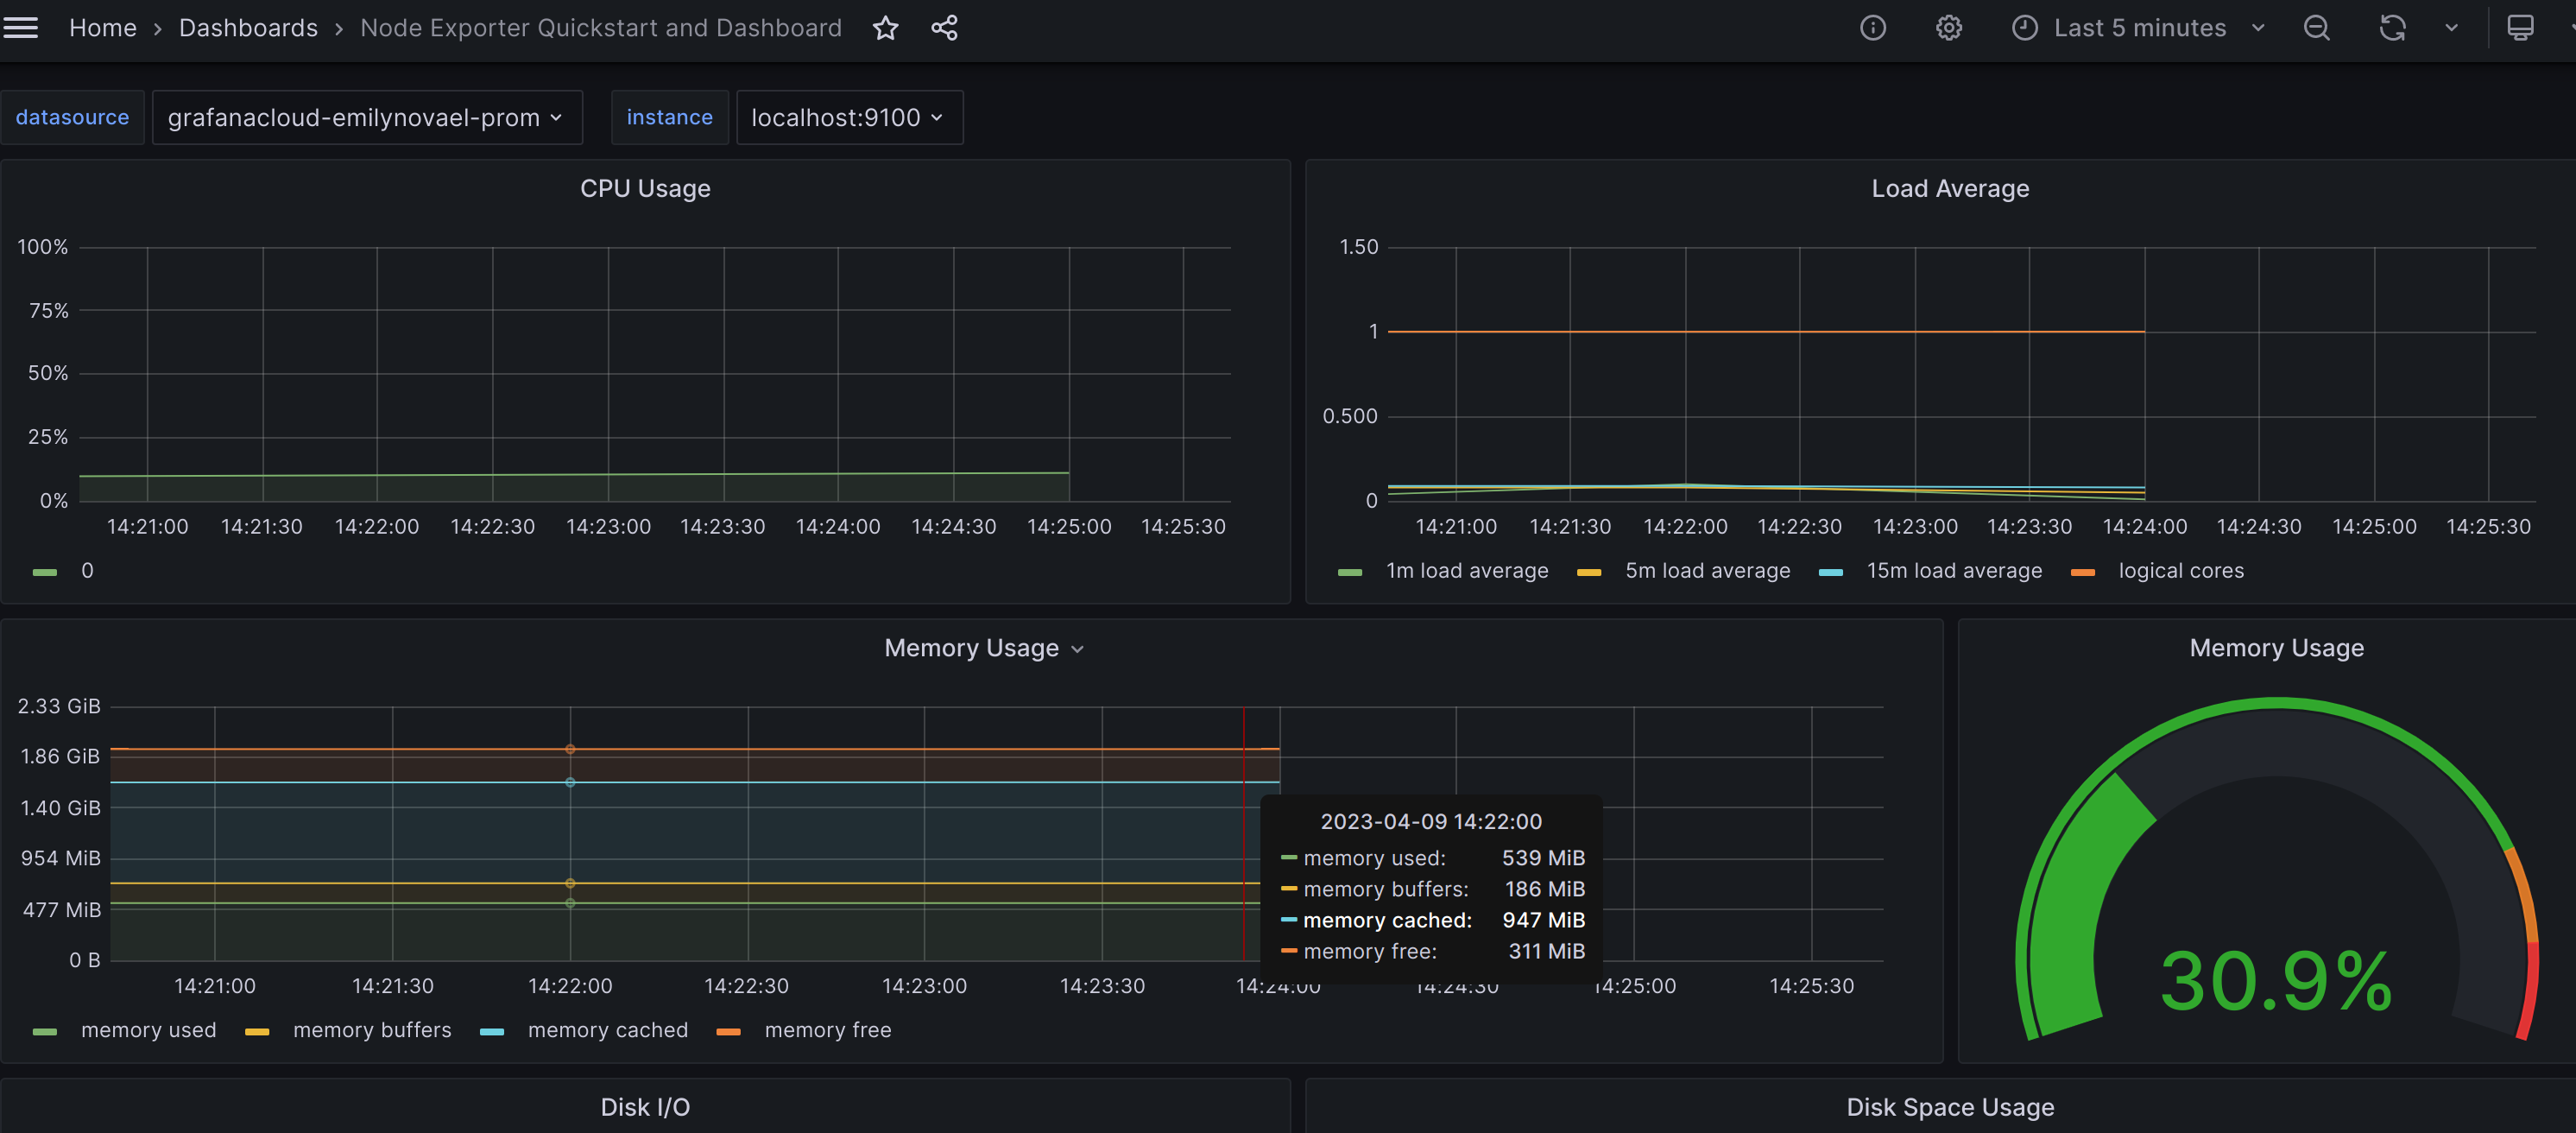 Home › Dashboards › Node Exporter Quickstart and Dashboard
Last 5 minutes
datasource grafanacloud-emilynovael-prom
instance localhost:9100
CPU Usage
100%
75%
50%
25%
0%
14:21:00 14:21:30 14:22:00 14:22:30 14:23:00 14:23:30 14:24:00 14:24:30 14:25:00 14:25:30
0
Load Average
1.50
1
0.500
0
14:21:00 14:21:30 14:22:00 14:22:30 14:23:00 14:23:30 14:24:00 14:24:30 14:25:00 14:25:30
1m load average 5m load average 15m load average logical cores
Memory Usage
2.33 GiB
1.86 GiB
1.40 GiB
954 MiB
477 MiB
0 B
2023-04-09 14:22:00
memory used: 539 MiB
memory buffers: 186 MiB
memory cached: 947 MiB
memory free: 311 MiB
14:21:00 14:21:30 14:22:00 14:22:30 14:23:00 14:23:30 14:24:00 14:24:30 14:25:00 14:25:30
memory used memory buffers memory cached memory free
Memory Usage
30.9%
Disk I/O
Disk Space Usage